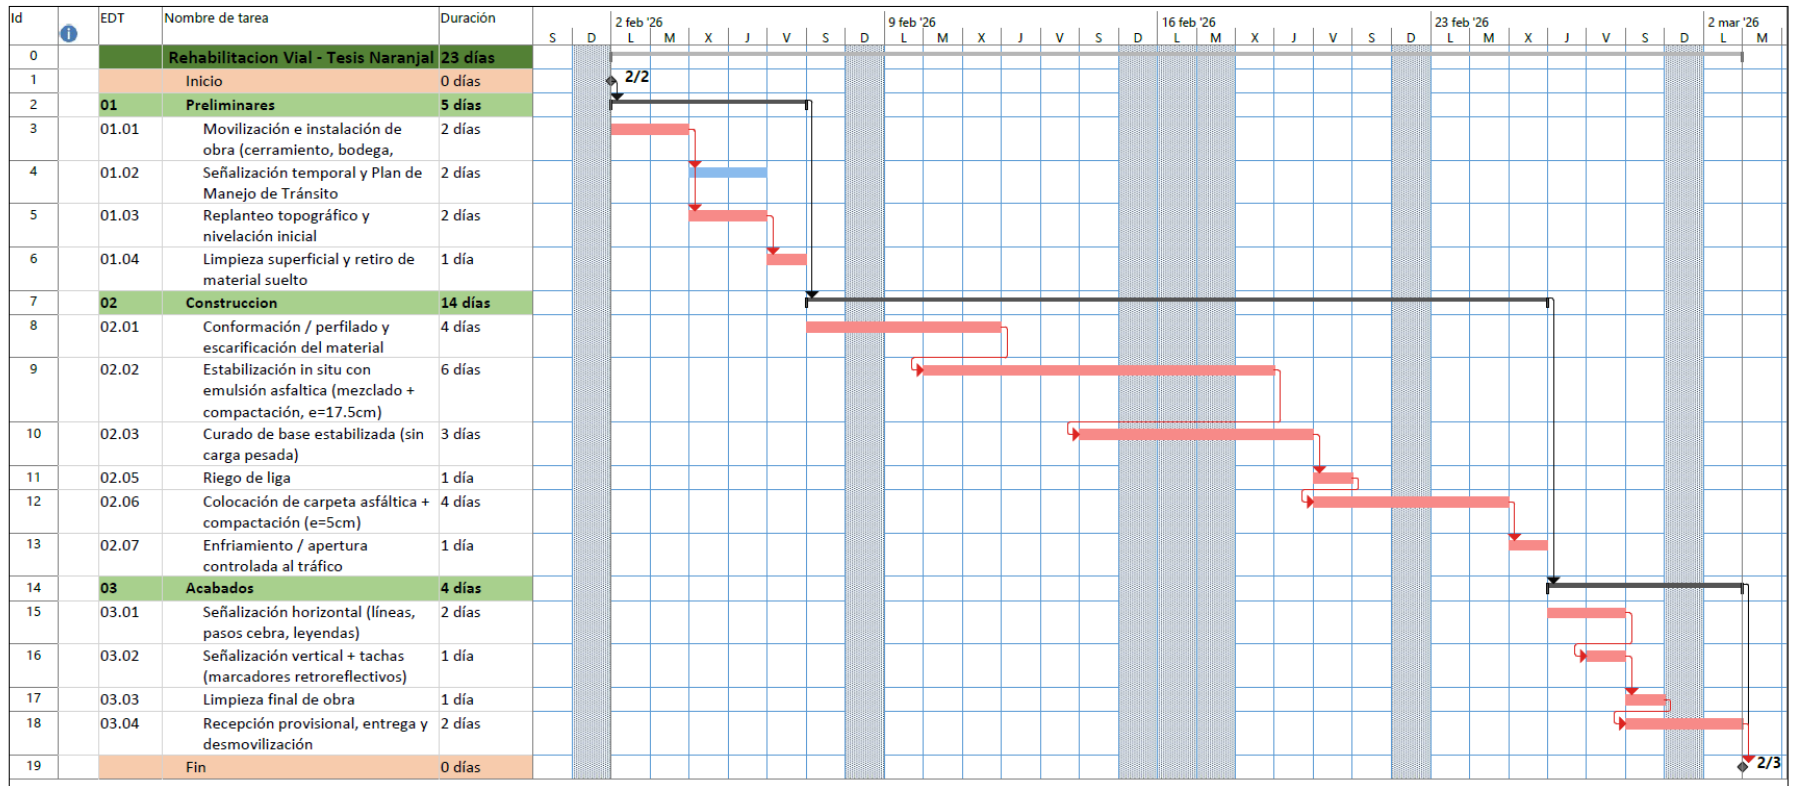 Id EDT Nombre de tarea Duración 2 feb '26 9 feb '26 16 feb '26 23 feb '26 2 mar '26
S D L M X J V S D L M X J V S D L M X J V S D L M X J V S D L M
0 Rehabilitacion Vial - Tesis Naranjal 23 días
1 Inicio 0 días 2/2
2 01 Preliminares 5 días
3 01.01 Movilización e instalación de 2 días
obra (cerramiento, bodega,
4 01.02 Señalización temporal y Plan de 2 días
Manejo de Tránsito
5 01.03 Replanteo topográfico y 2 días
nivelación inicial
6 01.04 Limpieza superficial y retiro de 1 día
material suelto
7 02 Construccion 14 días
8 02.01 Conformación / perfilado y 4 días
escarificación del material
9 02.02 Estabilización in situ con 6 días
emulsión asfaltica (mezclado +
compactación, e=17.5cm)
10 02.03 Curado de base estabilizada (sin 3 días
carga pesada)
11 02.05 Riego de liga 1 día
12 02.06 Colocación de carpeta asfáltica + 4 días
compactación (e=5cm)
13 02.07 Enfriamiento / apertura 1 día
controlada al tráfico
14 03 Acabados 4 días
15 03.01 Señalización horizontal (líneas, 2 días
pasos cebra, leyendas)
16 03.02 Señalización vertical + tachas 1 día
(marcadores retroreflectivos)
17 03.03 Limpieza final de obra 1 día
18 03.04 Recepción provisional, entrega y 2 días
desmovilización
19 Fin 0 días 2/3